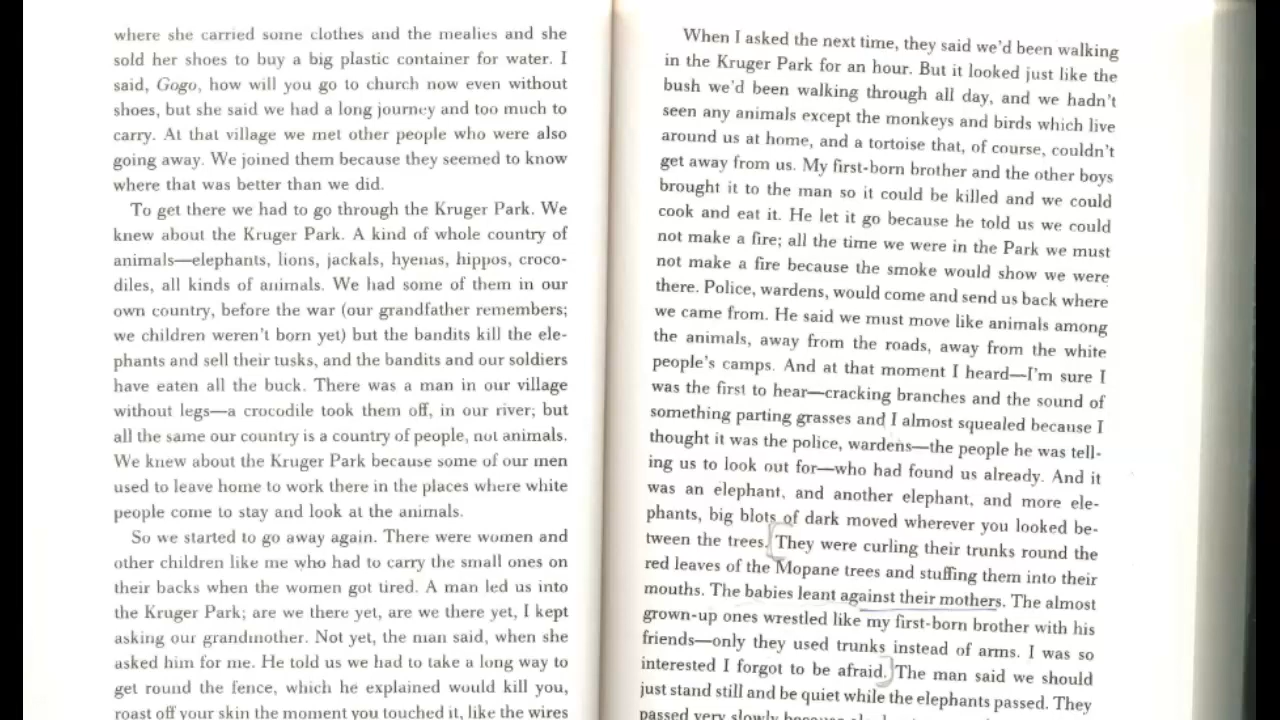 where she carried some clothes and the mealies and she
sold her shoes to buy a big plastic container for water. I
said, Gogo, how will you go to church now even without
shoes, but she said we had a long journey and too much to
carry. At that village we met other people who were also
going away. We joined them because they seemed to know
where that was better than we did.
To get there we had to go through the Kruger Park. We
knew about the Kruger Park. A kind of whole country of
animals—elephants, lions, jackals, hyenas, hippos, croco-
diles, all kinds of animals. We had some of them in our
own country, before the war (our grandfather remembers;
we children weren't born yet) but the bandits kill the ele-
phants and sell their tusks, and the bandits and our soldiers
have eaten all the buck. There was a man in our village
without legs—a crocodile took them off, in our river; but
all the same our country is a country of people, not animals.
We knew about the Kruger Park because some of our men
used to leave home to work there in the places where white
people come to stay and look at the animals.
So we started to go away again. There were women and
other children like me who had to carry the small ones on
their backs when the women got tired. A man led us into
the Kruger Park; are we there yet, are we there yet, I kept
asking our grandmother. Not yet, the man said, when she
asked him for me. He told us we had to take a long way to
get round the fence, which he explained would kill you,
roast off your skin the moment you touched it, like the wires
When I asked the next time, they said we'd been walking
in the Kruger Park for an hour. But it looked just like the
bush we'd been walking through all day, and we hadn't
seen any animals except the monkeys and birds which live
around us at home, and a tortoise that, of course, couldn't
get away from us. My first-born brother and the other boys
brought it to the man so it could be killed and we could
cook and eat it. He let it go because he told us we could
not make a fire; all the time we were in the Park we must
not make a fire because the smoke would show we were
there. Police, wardens, would come and send us back where
we came from. He said we must move like animals among
the animals, away from the roads, away from the white
people's camps. And at that moment I heard—I'm sure I
was the first to hear—cracking branches and the sound of
something parting grasses and I almost squealed because I
thought it was the police, wardens—the people he was tell-
ing us to look out for—who had found us already. And it
was an elephant, and another elephant, and more ele-
phants, big blots of dark moved wherever you looked be-
tween the trees. They were curling their trunks round the
red leaves of the Mopane trees and stuffing them into their
mouths. The babies leant against their mothers. The almost
grown-up ones wrestled like my first-born brother with his
friends—only they used trunks instead of arms. I was so
interested I forgot to be afraid. The man said we should
just stand still and be quiet while the elephants passed. They
passed very slowly because